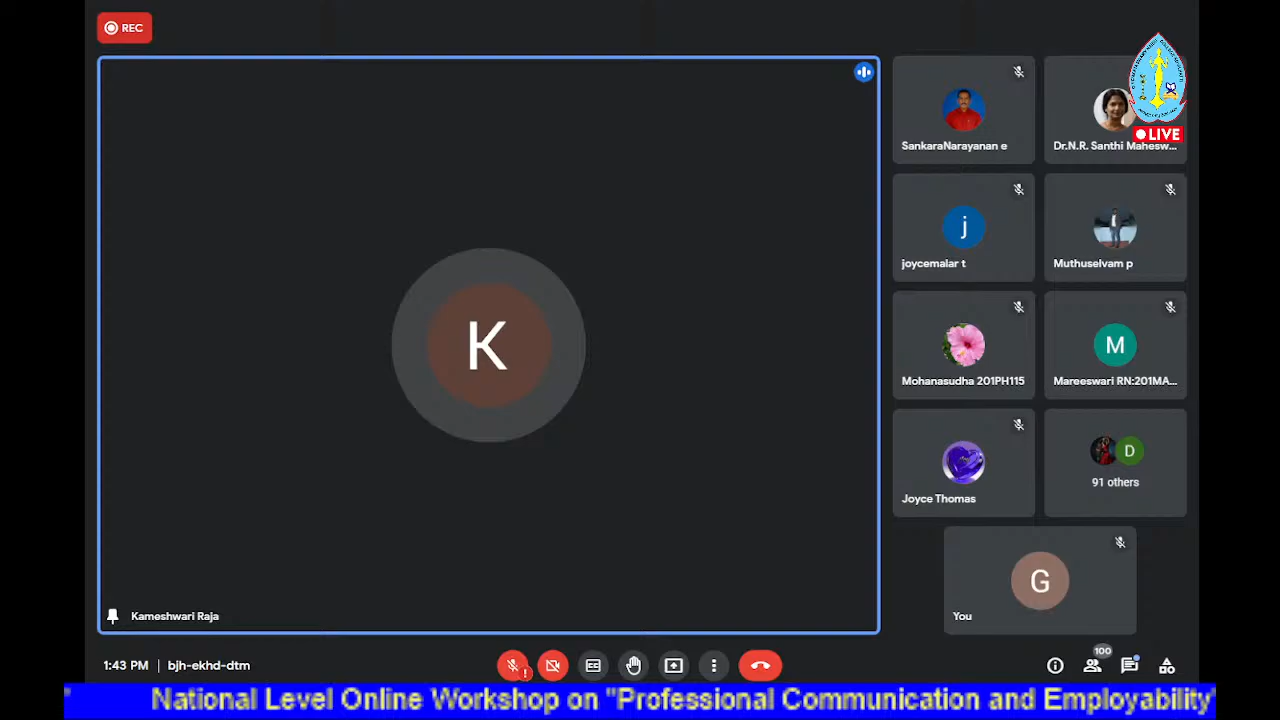 REC
K
Kameshwari Raja
SankaraNarayanan e
Dr.N.R. Santhi Mahesw...
LIVE
j
joycemalar t
Muthuselvam p
Mohanasudha 201PH115
M
Mareeswari RN:201MA...
Joyce Thomas
D
91 others
G
You
1:43 PM | bjh-ekhd-dtm
100
National Level Online Workshop on "Professional Communication and Employability